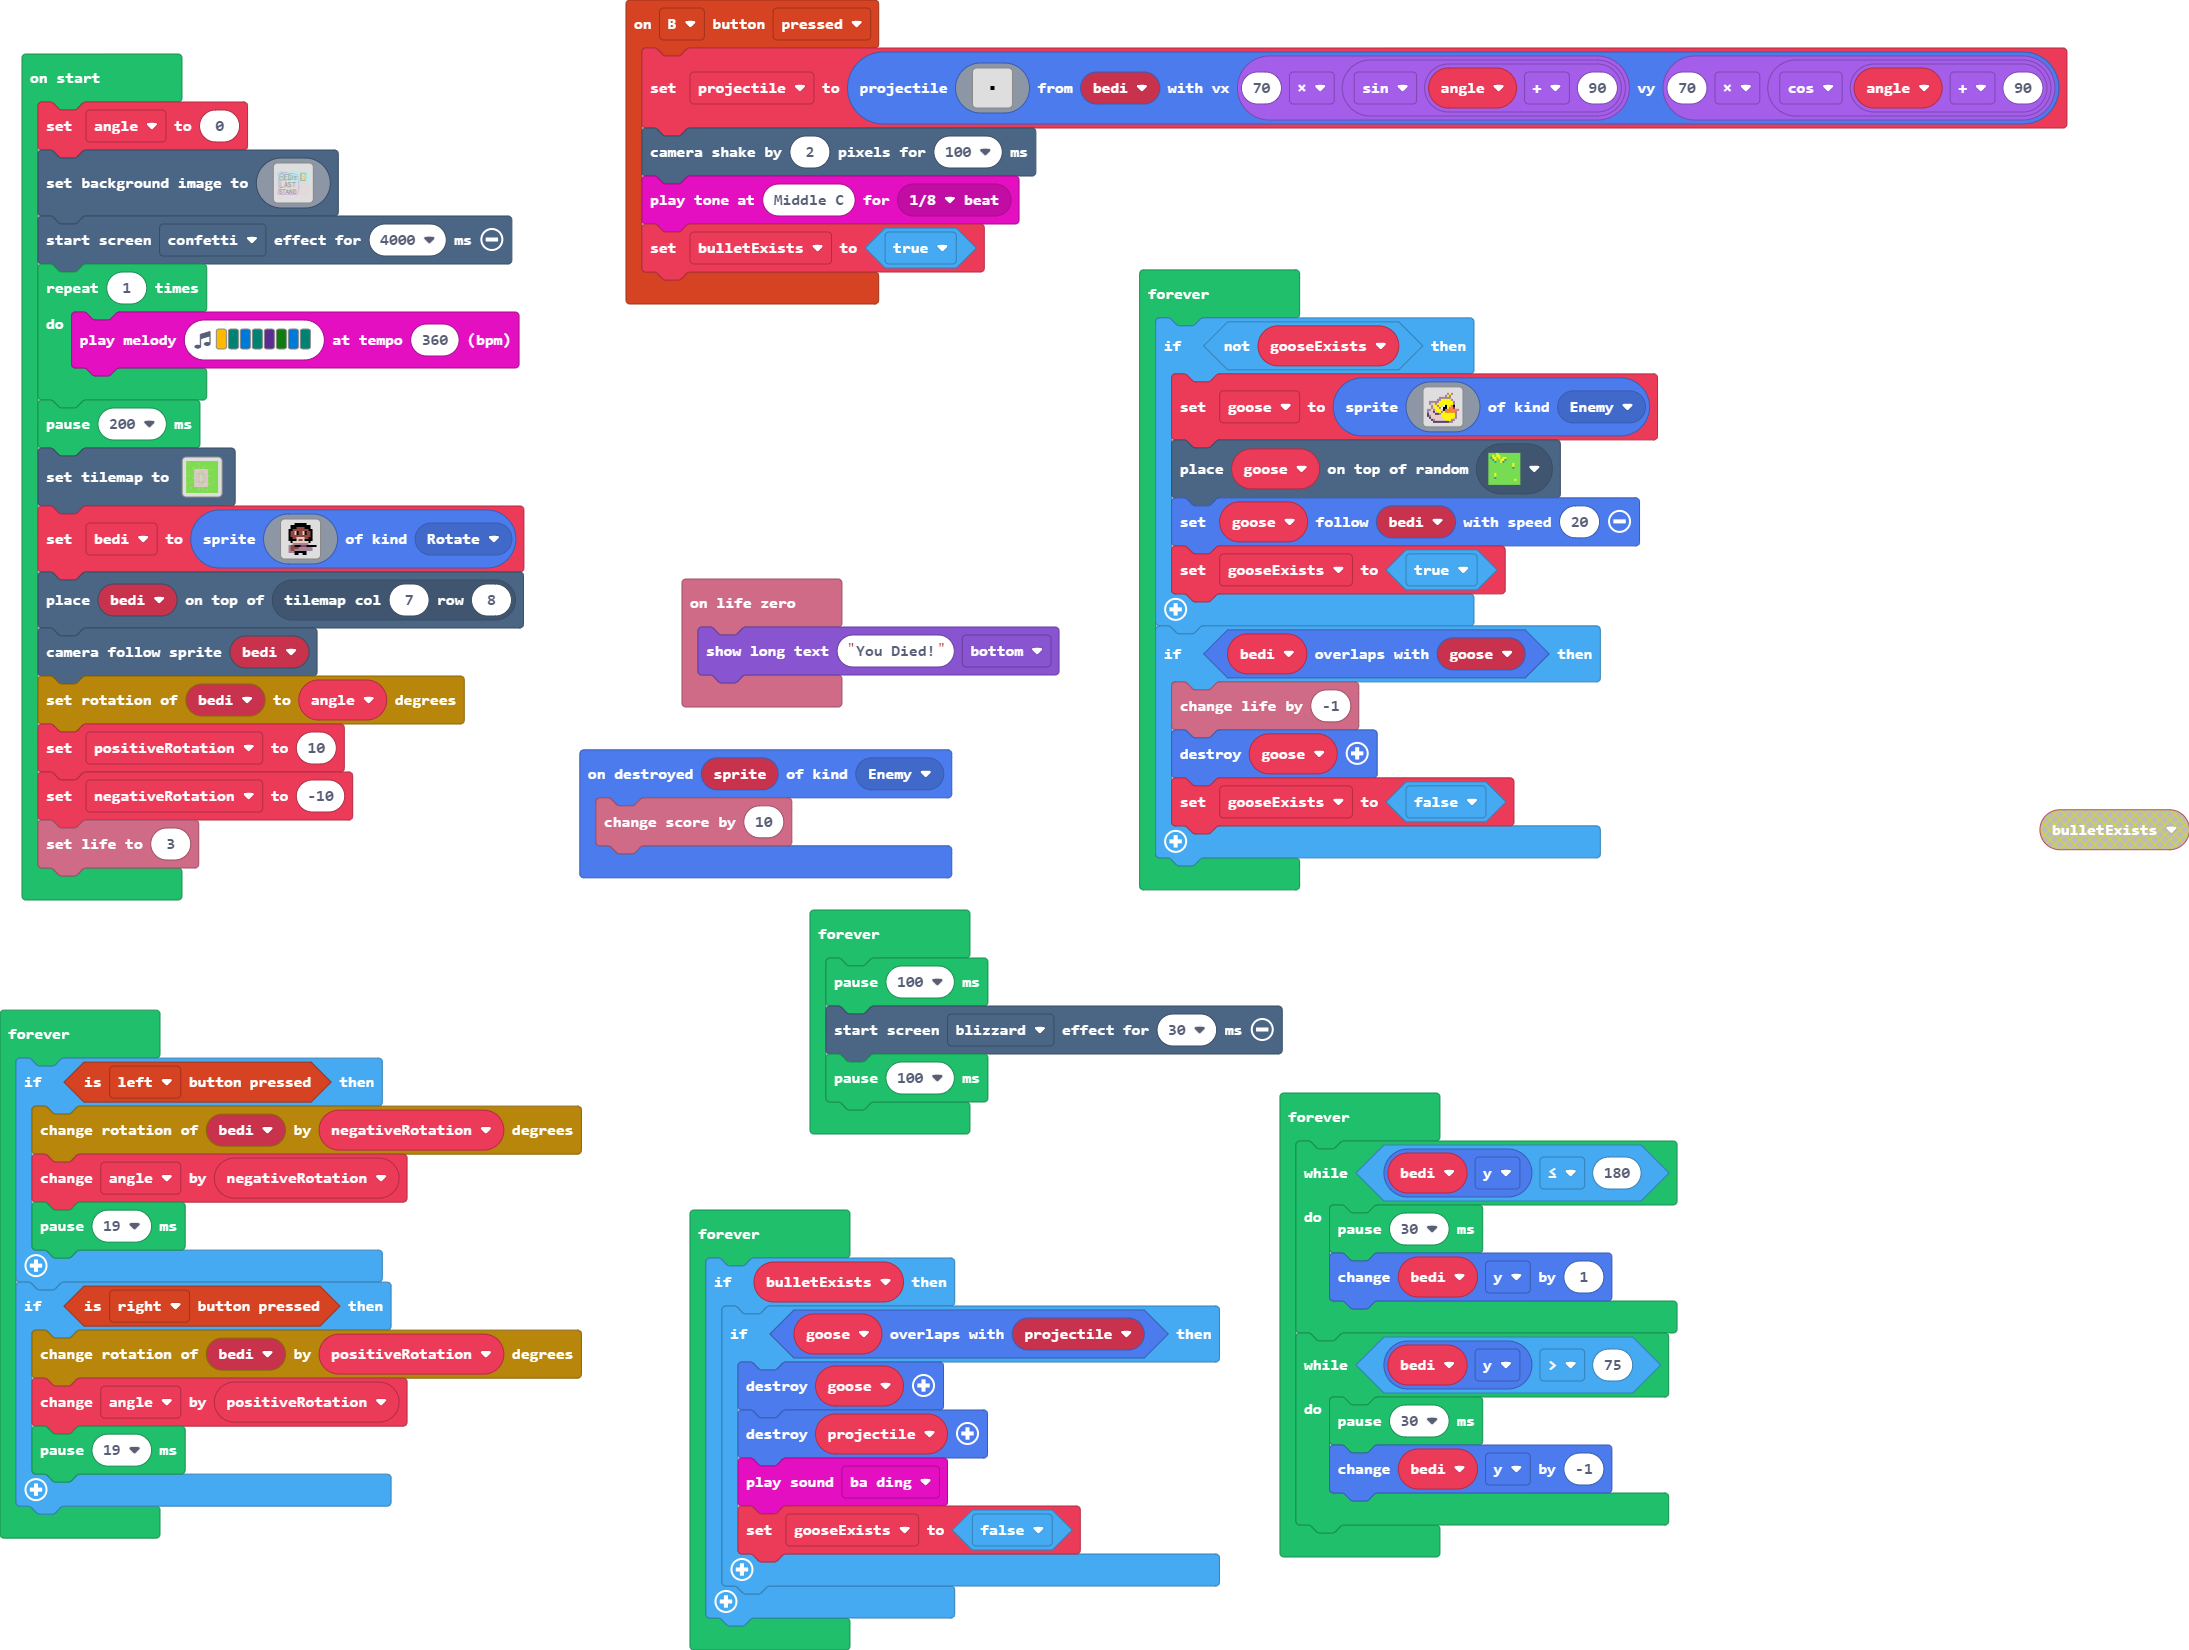 on start
set angle to 0
set background image to
start screen confetti effect for 4000 ms
repeat 1 times
do
play melody at tempo 360 (bpm)
pause 200 ms
set tilemap to
set bedi to sprite of kind Rotate
place bedi on top of tilemap col 7 row 8
camera follow sprite bedi
set rotation of bedi to angle degrees
set positiveRotation to 10
set negativeRotation to -10
set life to 3
on B button pressed
set projectile to projectile from bedi with vx 70 × sin angle + 90 vy 70 × cos angle + 90
camera shake by 2 pixels for 100 ms
play tone at Middle C for 1/8 beat
set bulletExists to true
forever
if not gooseExists then
set goose to sprite of kind Enemy
place goose on top of random
set goose follow bedi with speed 20
set gooseExists to true
if bedi overlaps with goose then
change life by -1
destroy goose
set gooseExists to false
on life zero
show long text "You Died!" bottom
on destroyed sprite of kind Enemy
change score by 10
bulletExists
forever
pause 100 ms
start screen blizzard effect for 30 ms
pause 100 ms
forever
if is left button pressed then
change rotation of bedi by negativeRotation degrees
change angle by negativeRotation
pause 19 ms
if is right button pressed then
change rotation of bedi by positiveRotation degrees
change angle by positiveRotation
pause 19 ms
forever
if bulletExists then
if goose overlaps with projectile then
destroy goose
destroy projectile
play sound ba ding
set gooseExists to false
forever
while bedi y ≤ 180
do
pause 30 ms
change bedi y by 1
while bedi y > 75
do
pause 30 ms
change bedi y by -1